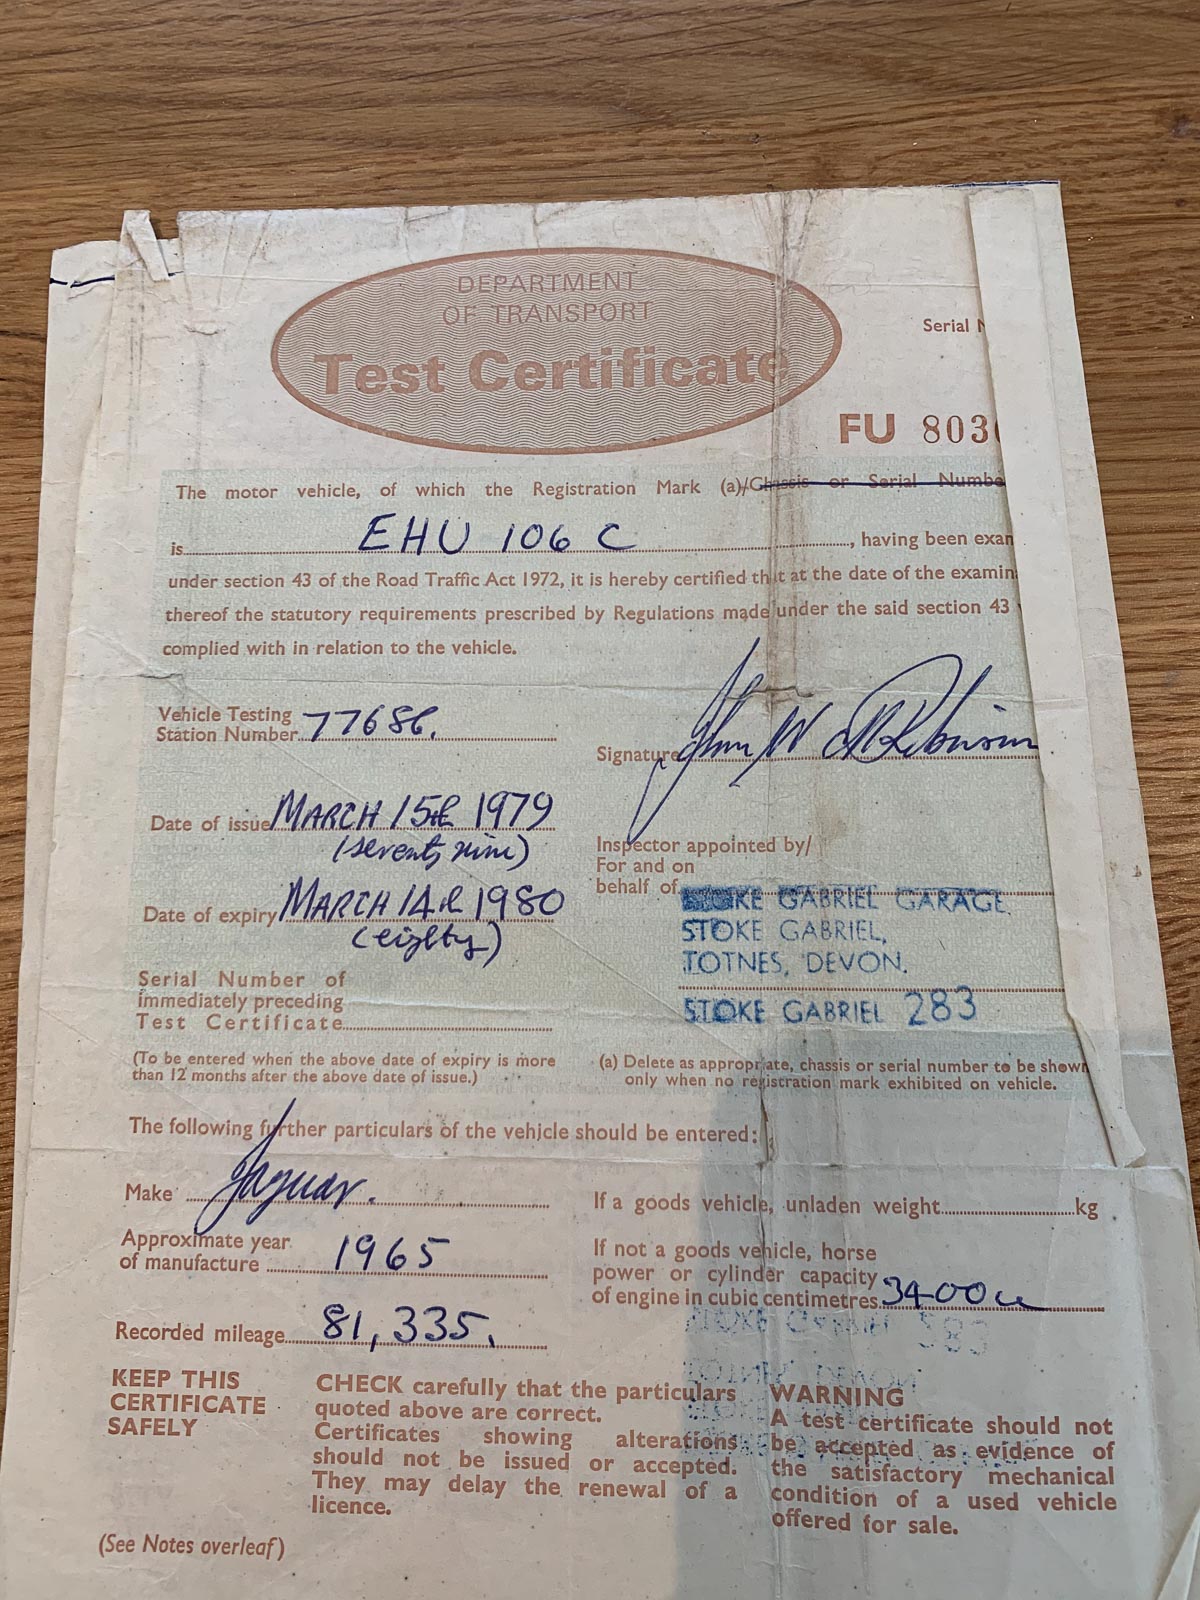 DEPARTMENT
OF TRANSPORT
Test Certificate
Serial
FU 803
The motor vehicle, of which the Registration Mark (a)/Chassis or Serial Numbe
is EHU 106 C, having been exam
under section 43 of the Road Traffic Act 1972, it is hereby certified that at the date of the examin
thereof the statutory requirements prescribed by Regulations made under the said section 43
complied with in relation to the vehicle.
Vehicle Testing
Station Number 77686.
Signature John W Robinson
Date of issue MARCH 15th 1979
(seventy nine)
Date of expiry MARCH 14th 1980
(eighty)
Inspector appointed by/
For and on
behalf of STOKE GABRIEL GARAGE
STOKE GABRIEL,
TOTNES, DEVON.
STOKE GABRIEL 283
Serial Number of
immediately preceding
Test Certificate
(To be entered when the above date of expiry is more
than 12 months after the above date of issue.)
(a) Delete as appropriate, chassis or serial number to be shown
only when no registration mark exhibited on vehicle.
The following further particulars of the vehicle should be entered:
Make Jaguar.
Approximate year
of manufacture 1965
Recorded mileage 81,335.
If a goods vehicle, unladen weight kg
If not a goods vehicle, horse
power or cylinder capacity
of engine in cubic centimetres 3400cc
KEEP THIS
CERTIFICATE
SAFELY
CHECK carefully that the particulars
quoted above are correct.
Certificates showing alterations
should not be issued or accepted.
They may delay the renewal of a
licence.
WARNING
A test certificate should not
be accepted as evidence of
the satisfactory mechanical
condition of a used vehicle
offered for sale.
(See Notes overleaf)